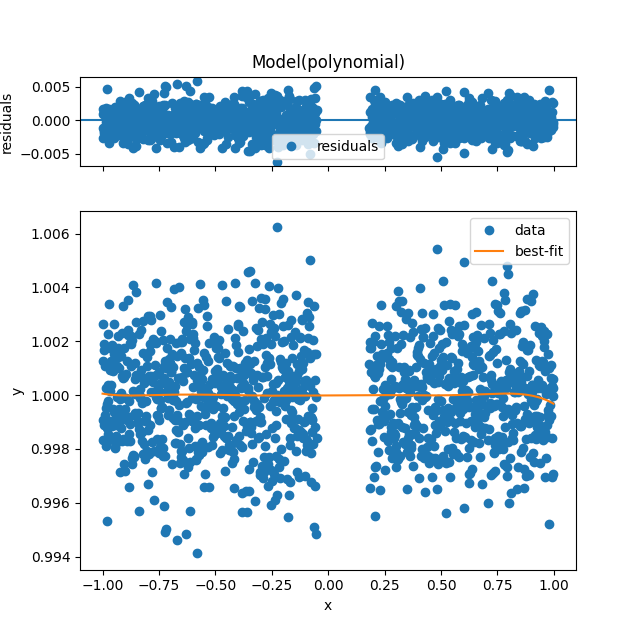 Model(polynomial)
residuals
0.005
0.000
−0.005
residuals
y
1.006
1.004
1.002
1.000
0.998
0.996
0.994
data
best-fit
−1.00 −0.75 −0.50 −0.25 0.00 0.25 0.50 0.75 1.00
x